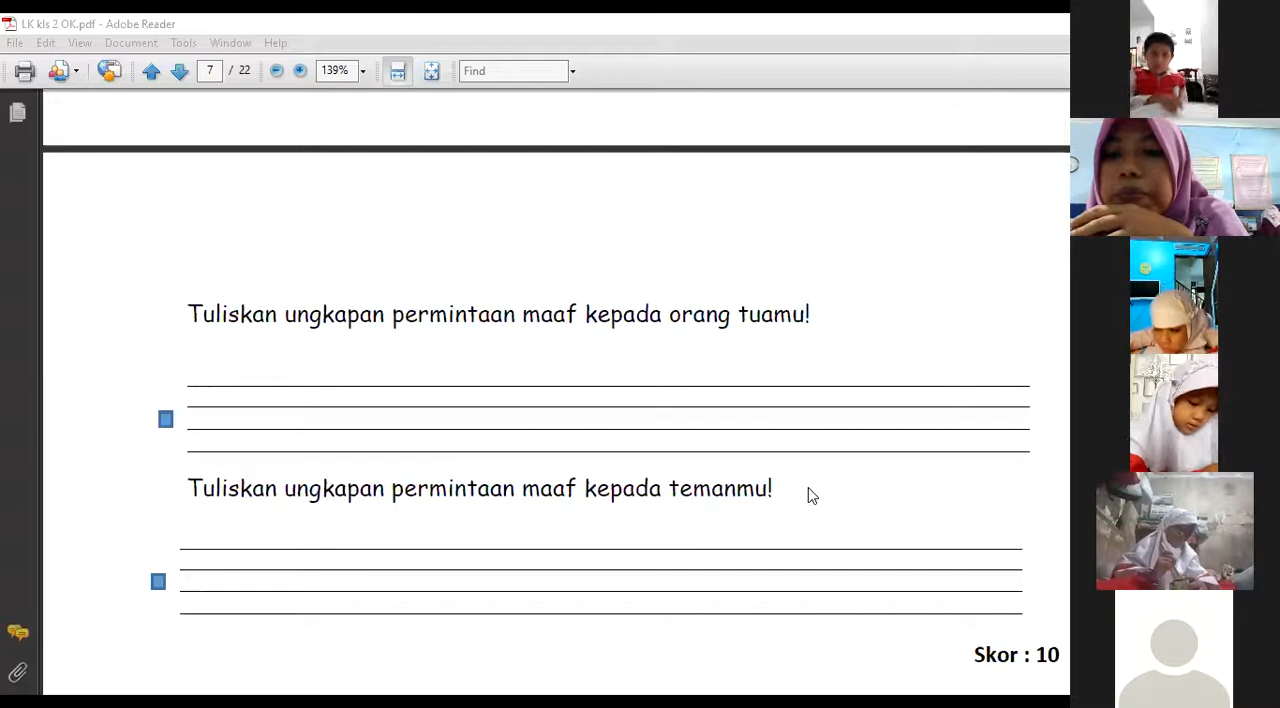 LK kls 2 OK.pdf - Adobe Reader
File Edit View Document Tools Window Help
7 / 22 139% Find
Tuliskan ungkapan permintaan maaf kepada orang tuamu!
Tuliskan ungkapan permintaan maaf kepada temanmu!
Skor : 10